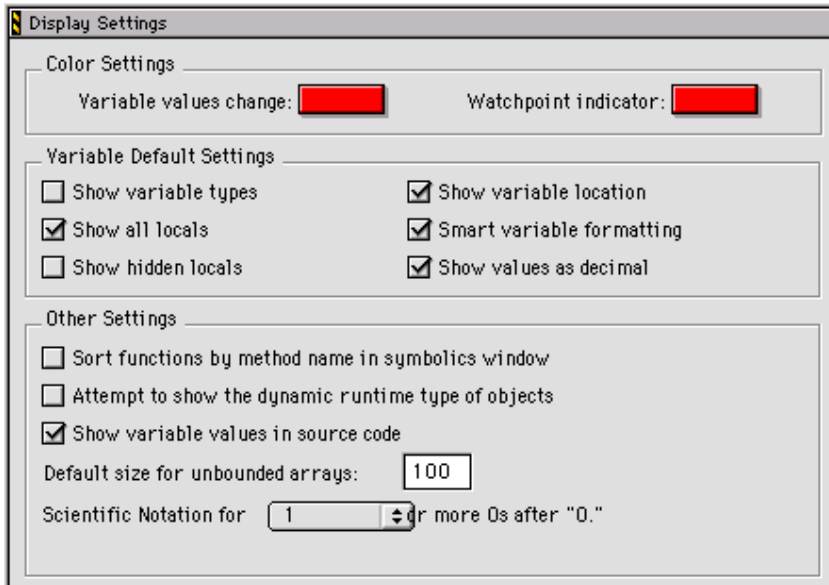 Display Settings
Color Settings
Variable values change:
Watchpoint indicator:
Variable Default Settings
Show variable types
Show variable location
Show all locals
Smart variable formatting
Show hidden locals
Show values as decimal
Other Settings
Sort functions by method name in symbolics window
Attempt to show the dynamic runtime type of objects
Show variable values in source code
Default size for unbounded arrays: 100
Scientific Notation for 1 or more 0s after "0."